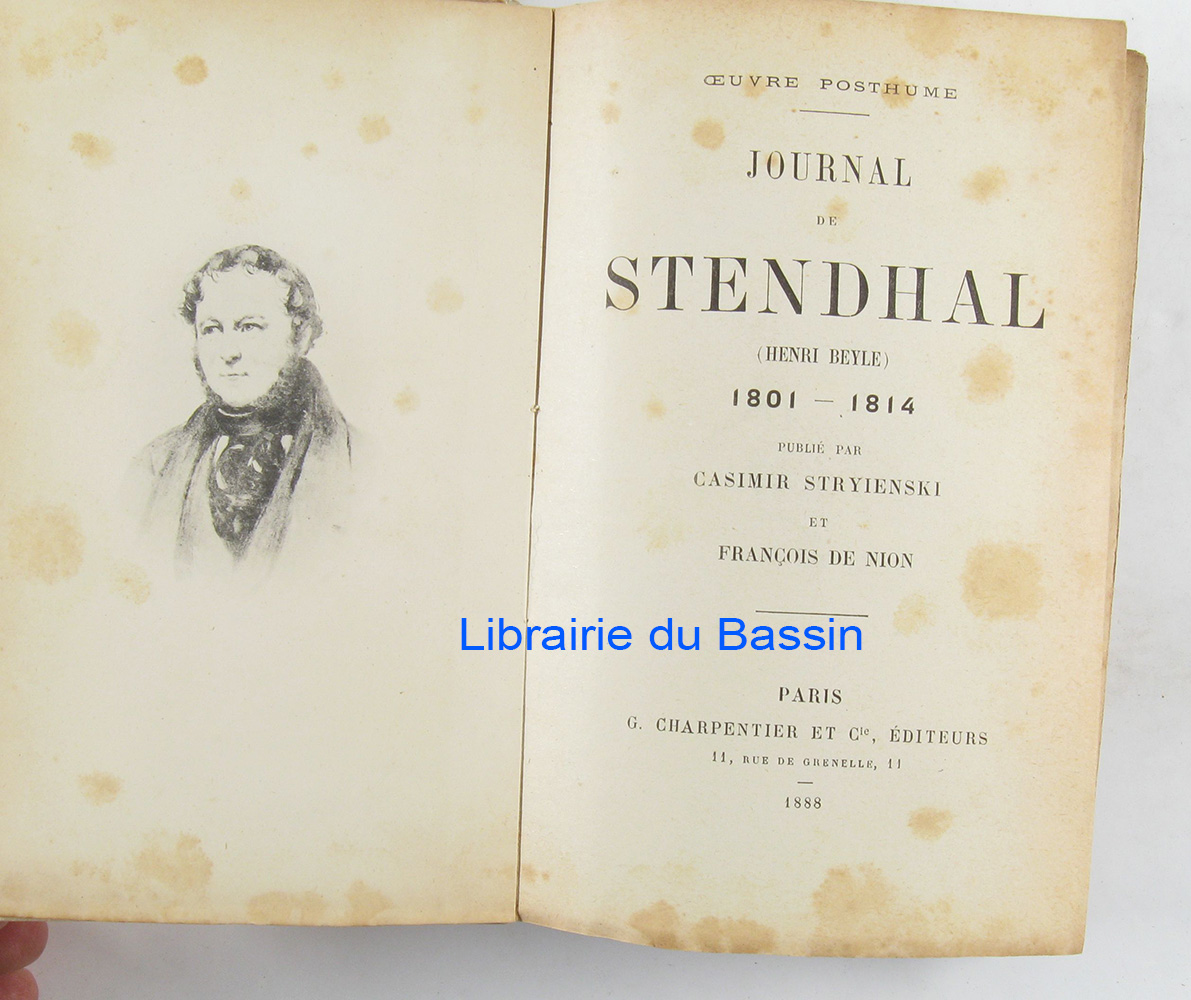 ŒUVRE POSTHUME
JOURNAL
DE
STENDHAL
(HENRI BEYLE)
1801 — 1814
PUBLIÉ PAR
CASIMIR STRYIENSKI
ET
FRANÇOIS DE NION
Librairie du Bassin
PARIS
G. CHARPENTIER ET Cie, ÉDITEURS
11, RUE DE GRENELLE, 11
1888